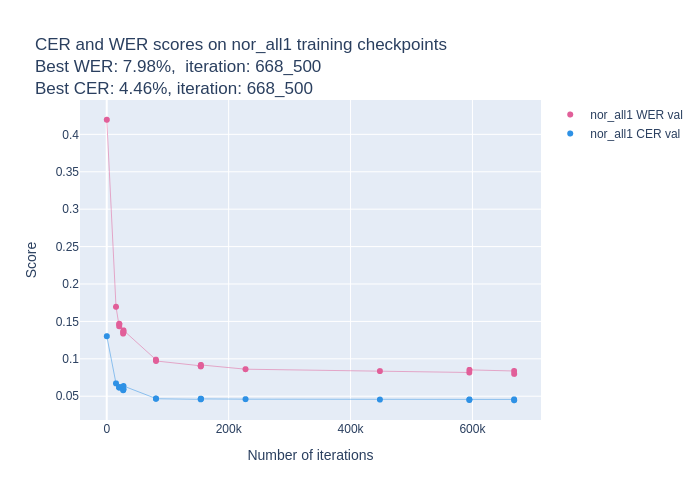 CER and WER scores on nor_all1 training checkpoints
Best WER: 7.98%,  iteration: 668_500
Best CER: 4.46%, iteration: 668_500
nor_all1 WER val
nor_all1 CER val
0.4
0.35
0.3
0.25
0.2
0.15
0.1
0.05
Score
0
200k
400k
600k
Number of iterations